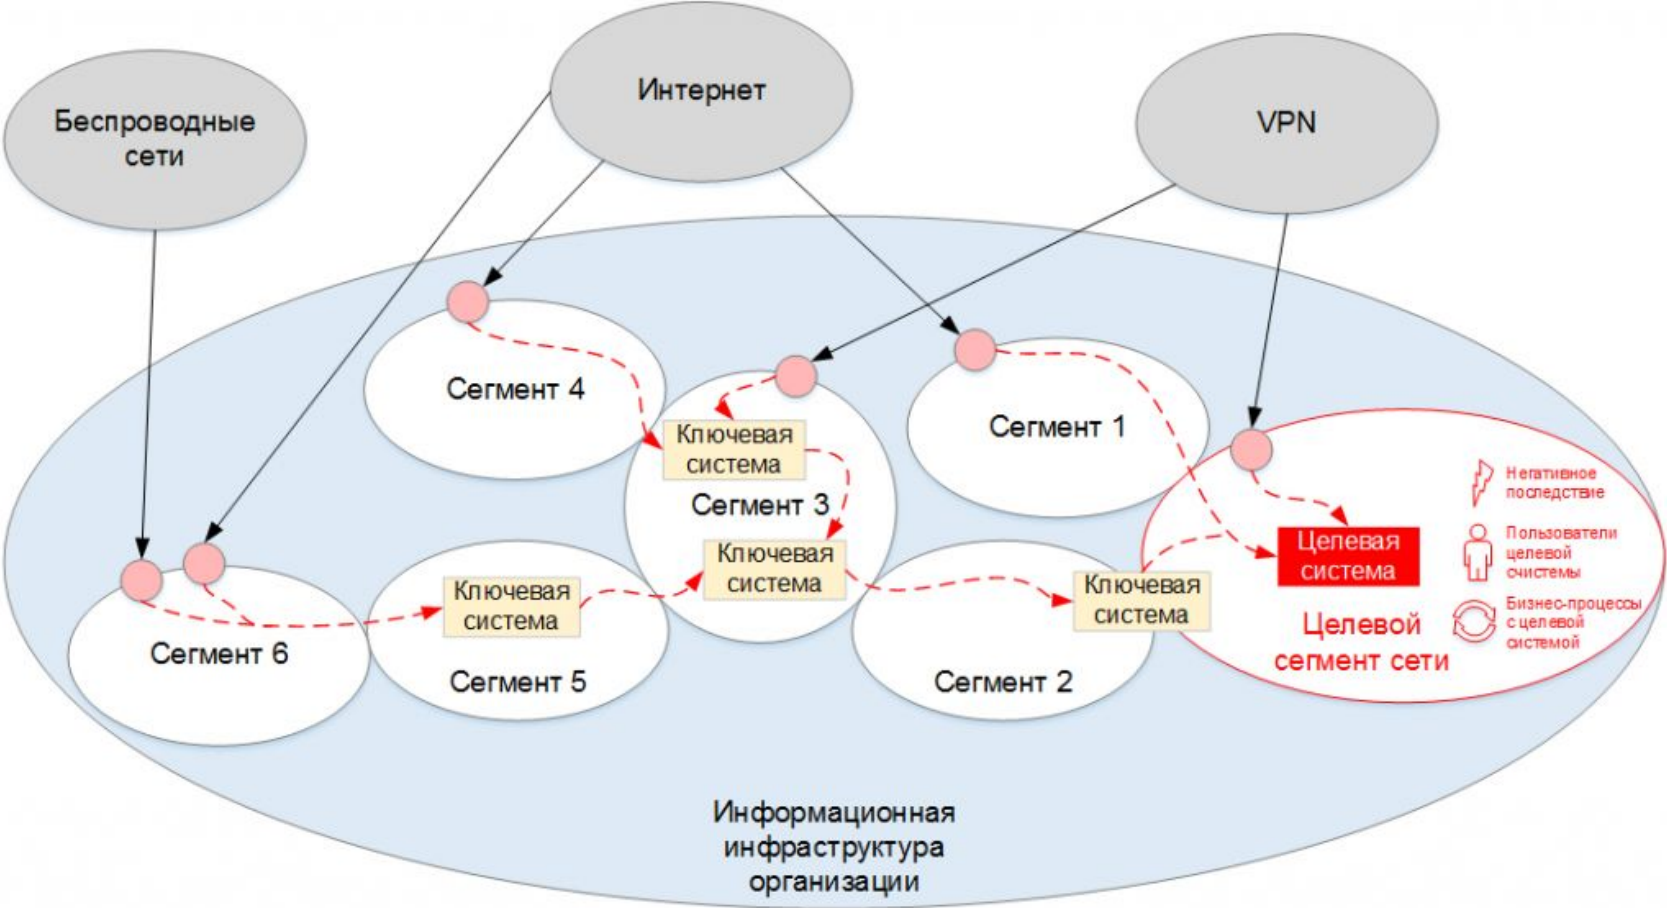 Беспроводные
сети
Интернет
VPN
Сегмент 4
Сегмент 1
Ключевая
система
Сегмент 3
Ключевая
система
Ключевая
система
Сегмент 5
Сегмент 6
Ключевая
система
Сегмент 2
Целевая
система
Целевой
сегмент сети
Негативное
последствие
Пользователи
целевой
счистемы
Бизнес-процессы
с целевой
системой
Информационная
инфраструктура
организации